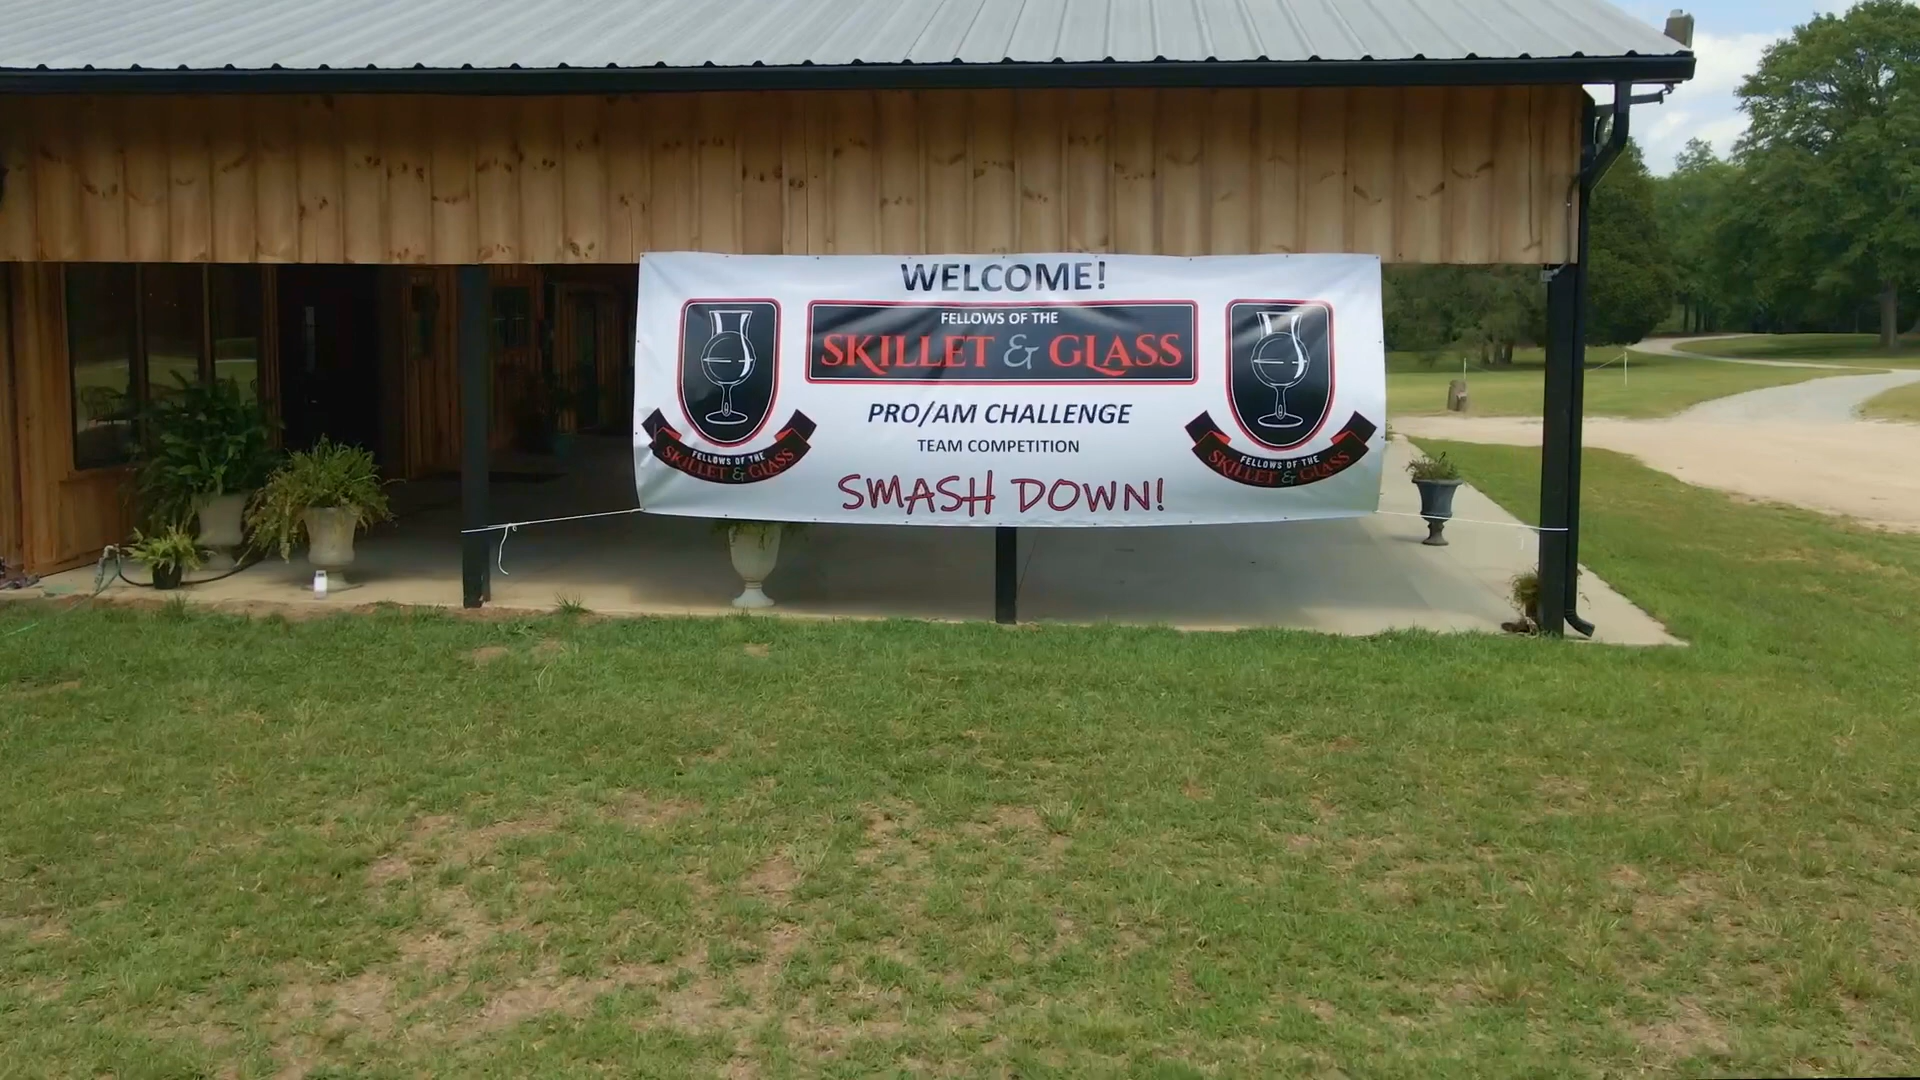 WELCOME!
FELLOWS OF THE
SKILLET & GLASS
PRO/AM CHALLENGE
TEAM COMPETITION
SMASH DOWN!
FELLOWS OF THE
SKILLET & GLASS
FELLOWS OF THE
SKILLET & GLASS